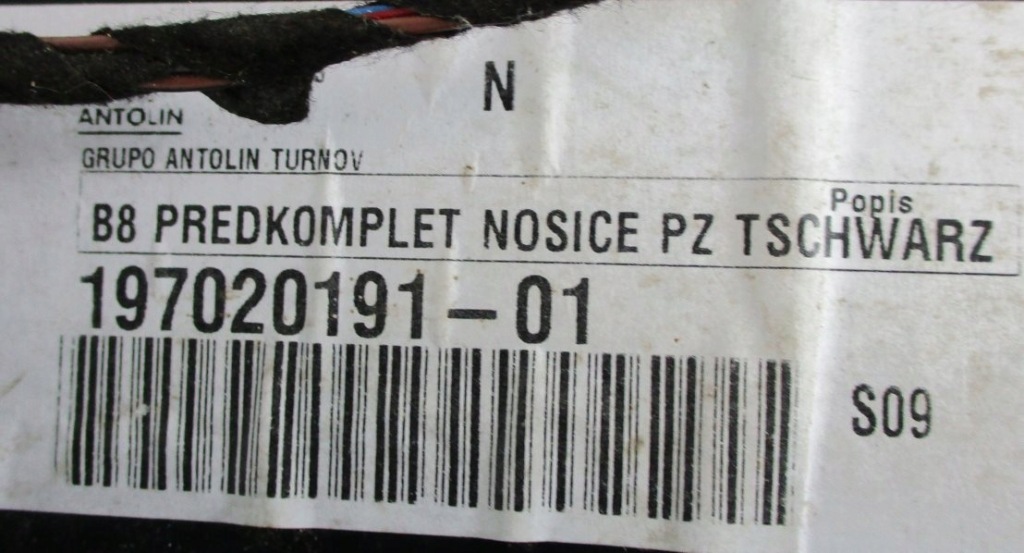 N
ANTOLIN
GRUPO ANTOLIN TURNOV
Popis
B8 PREDKOMPLET NOSICE PZ TSCHWARZ
197020191-01
S09